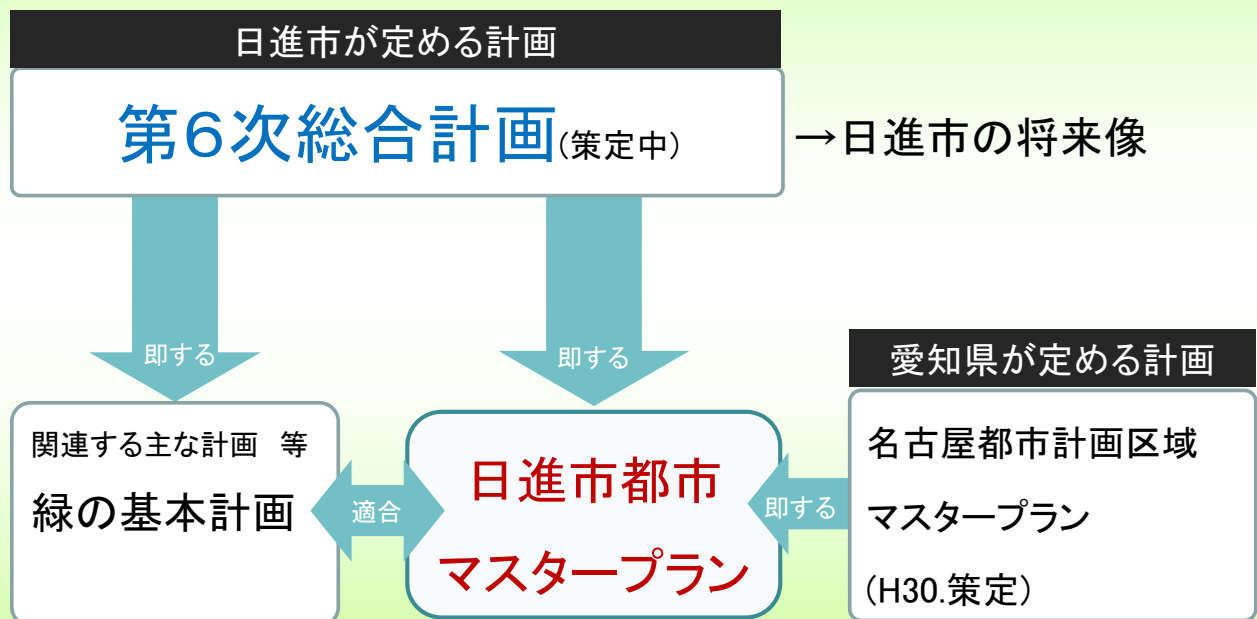 日進市が定める計画
第６次総合計画(策定中)
→日進市の将来像
即する
即する
愛知県が定める計画
関連する主な計画　等
緑の基本計画
適合
日進市都市
マスタープラン
即する
名古屋都市計画区域
マスタープラン
(H30.策定)